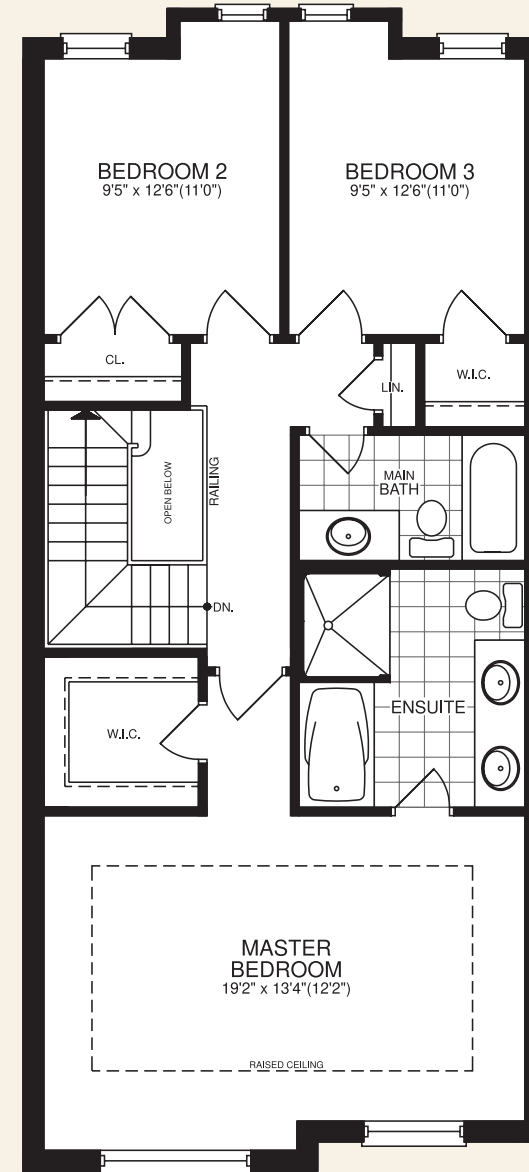 BEDROOM 2
9'5" x 12'6"(11'0")
BEDROOM 3
9'5" x 12'6"(11'0")
CL.
LIN.
W.I.C.
OPEN BELOW
RAILING
MAIN
BATH
DN.
ENSUITE
W.I.C.
MASTER
BEDROOM
19'2" x 13'4"(12'2")
RAISED CEILING